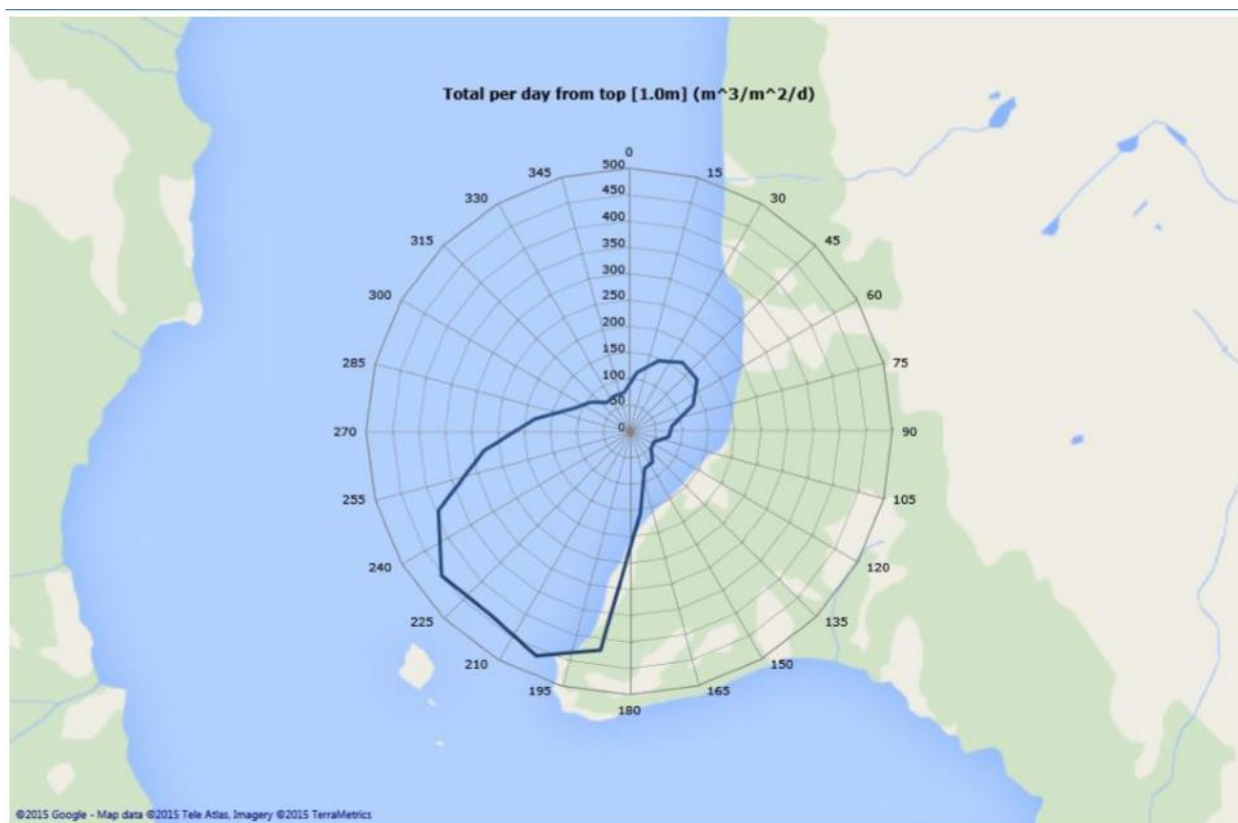 Total per day from top [1.0m] (m^3/m^2/d)
0
345 500 15
330 450 30
400
315 350 45
300
300 250 60
200
285 150 75
100
50
270 0 90
255 105
240 120
225 135
210 150
195 165
180
©2015 Google - Map data ©2015 Tele Atlas, Imagery ©2015 TerraMetrics